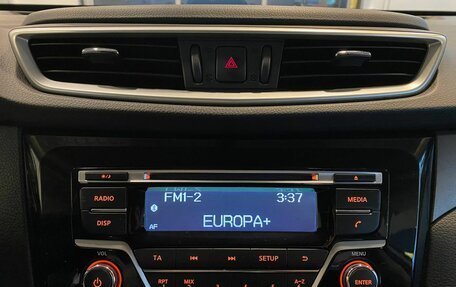 FM1-2 3:37
RADIO MEDIA
EUROPA+
DISP
AF
TA SETUP
VOL MENU
RPT MIX A-Z
ENTER